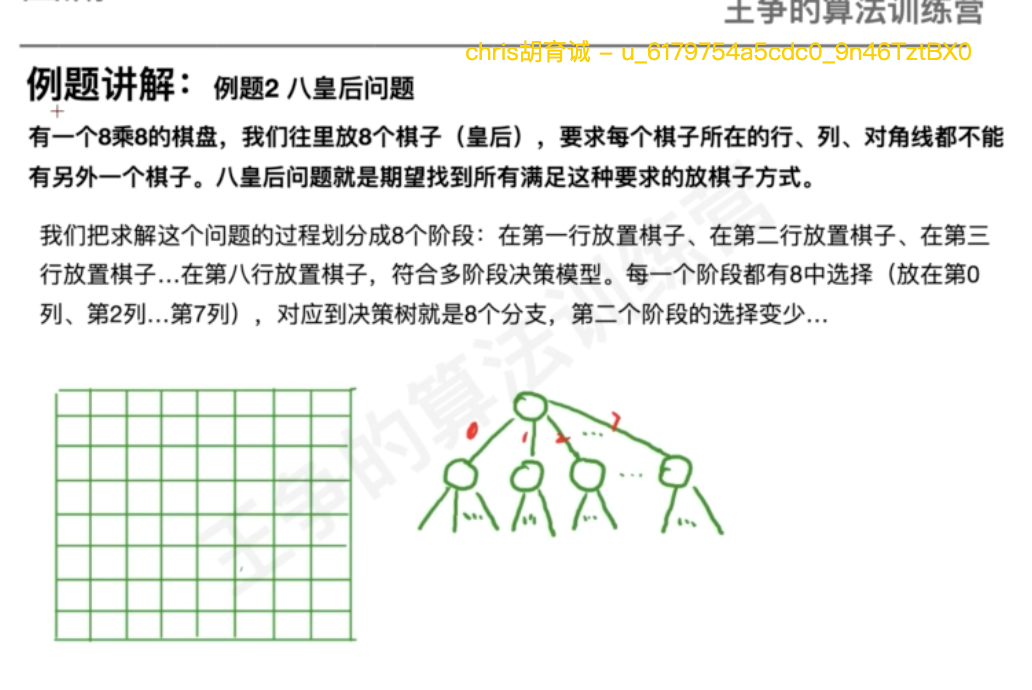 王争的算法训练营
chris胡育诚 – u_6179754a5cdc0_9n46TztBX0
例题讲解：例题2 八皇后问题
有一个8乘8的棋盘，我们往里放8个棋子（皇后），要求每个棋子所在的行、列、对角线都不能
有另外一个棋子。八皇后问题就是期望找到所有满足这种要求的放棋子方式。
我们把求解这个问题的过程划分成8个阶段：在第一行放置棋子、在第二行放置棋子、在第三
行放置棋子...在第八行放置棋子，符合多阶段决策模型。每一个阶段都有8中选择（放在第0
列、第2列...第7列），对应到决策树就是8个分支，第二个阶段的选择变少...
0 1 2 ... 7
...
... ... ... ...
王争的算法训练营